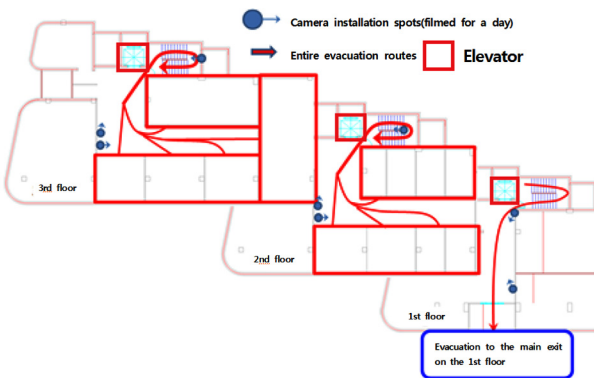 Camera installation spots(filmed for a day)
Entire evacuation routes
Elevator
3rd floor
2nd floor
1st floor
Evacuation to the main exit
on the 1st floor